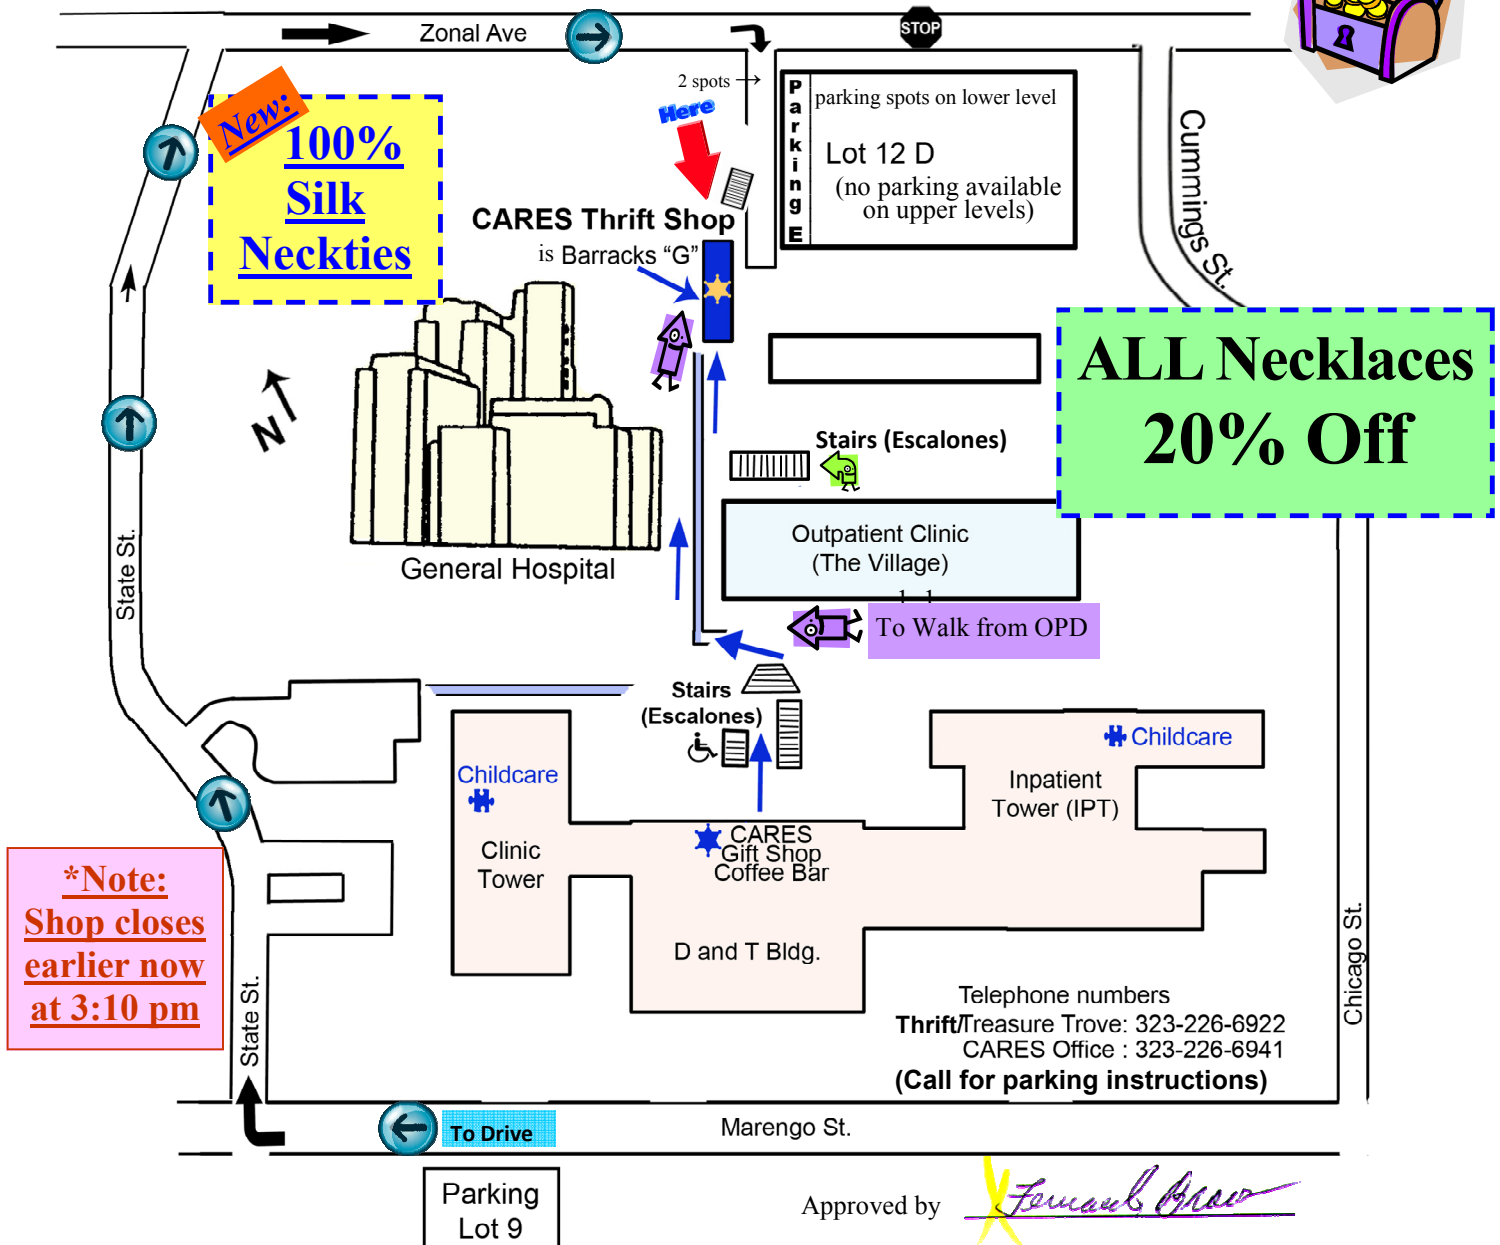 Zonal Ave
STOP
2 spots →
Here
Parking E
parking spots on lower level
Lot 12 D
(no parking available
on upper levels)
Cummings St.
New:
100%
Silk
Neckties
CARES Thrift Shop
is Barracks “G”
N
ALL Necklaces
20% Off
Stairs (Escalones)
General Hospital
Outpatient Clinic
(The Village)
To Walk from OPD
State St.
Stairs
(Escalones)
Childcare
Clinic
Tower
Childcare
Inpatient
Tower (IPT)
CARES
Gift Shop
Coffee Bar
D and T Bldg.
*Note:
Shop closes
earlier now
at 3:10 pm
State St.
Chicago St.
Telephone numbers
Thrift/Treasure Trove: 323-226-6922
CARES Office : 323-226-6941
(Call for parking instructions)
To Drive
Marengo St.
Parking
Lot 9
Approved by